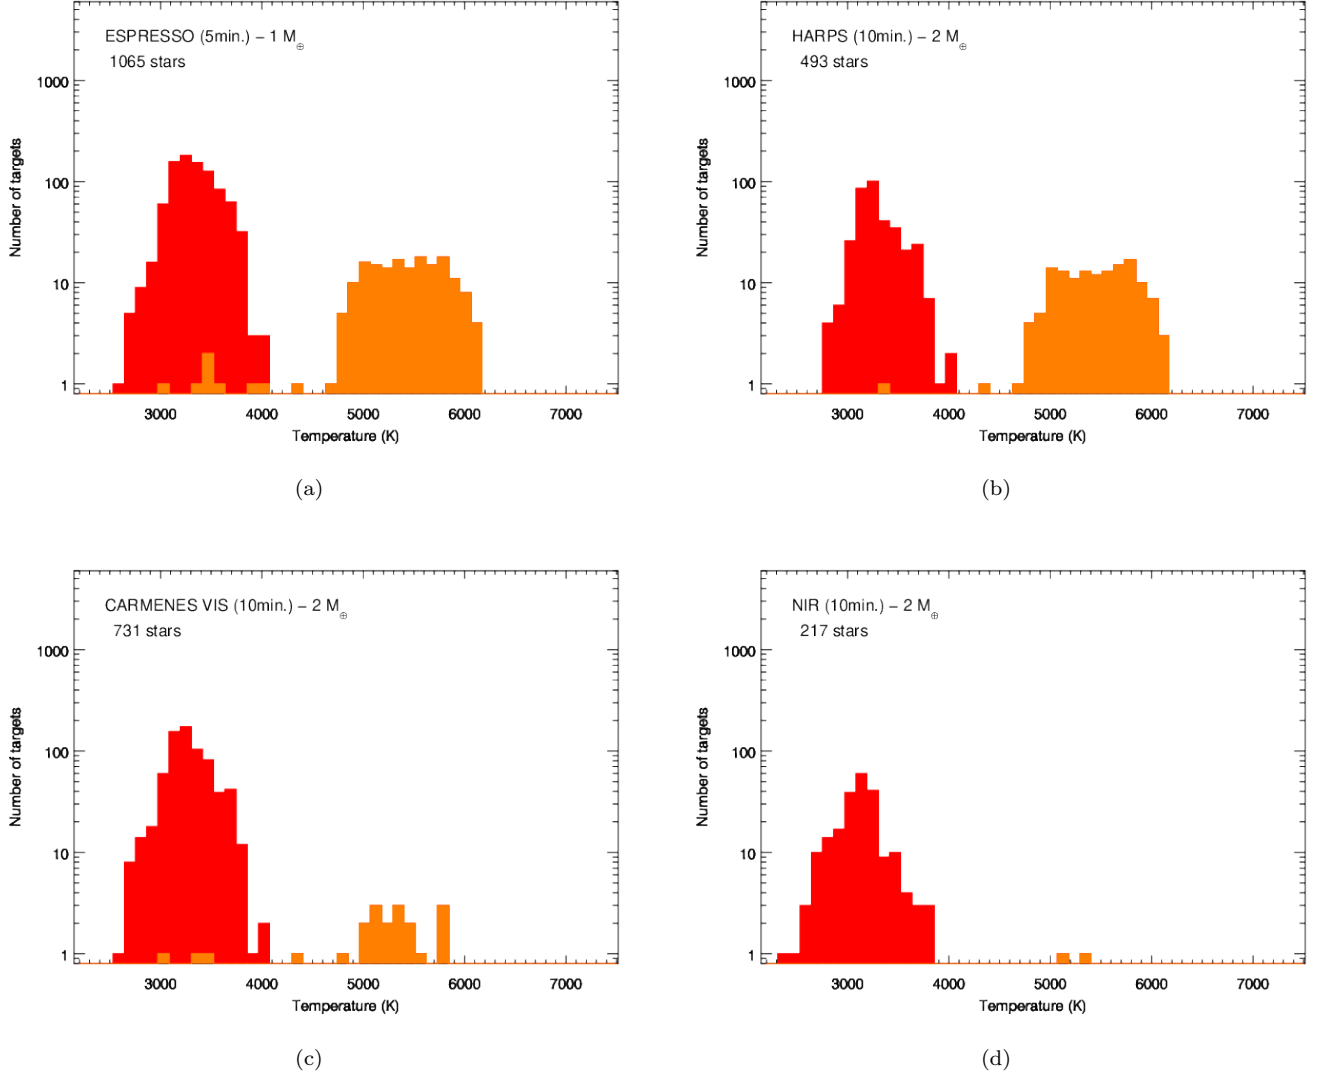 ESPRESSO (5min.) – 1 M⊕
1065 stars
1000
100
10
1
Number of targets
3000 4000 5000 6000 7000
Temperature (K)
(a)
HARPS (10min.) – 2 M⊕
493 stars
1000
100
10
1
Number of targets
3000 4000 5000 6000 7000
Temperature (K)
(b)
CARMENES VIS (10min.) – 2 M⊕
731 stars
1000
100
10
1
Number of targets
3000 4000 5000 6000 7000
Temperature (K)
(c)
NIR (10min.) – 2 M⊕
217 stars
1000
100
10
1
Number of targets
3000 4000 5000 6000 7000
Temperature (K)
(d)